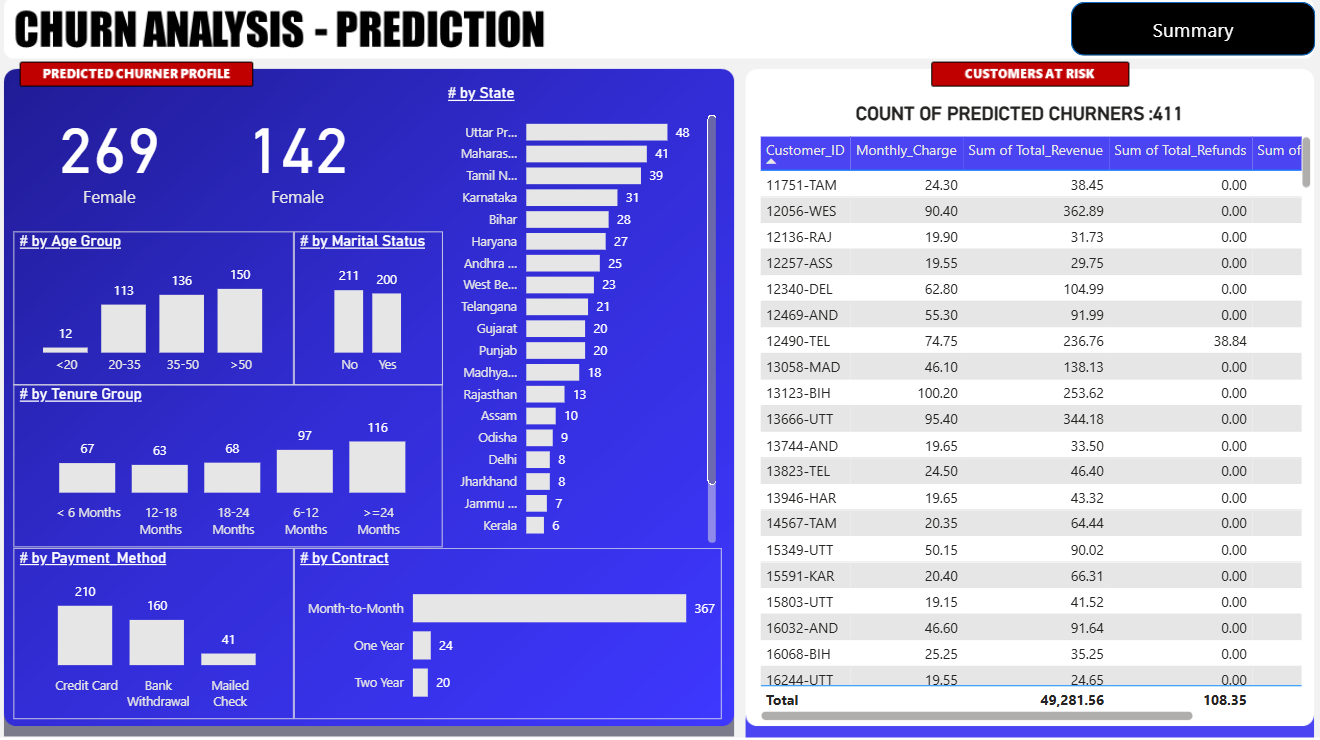 CHURN ANALYSIS - PREDICTION
Summary
PREDICTED CHURNER PROFILE
269
Female
142
Female
# by Age Group
12
113
136
150
<20
20-35
35-50
>50
# by Marital Status
211
200
No
Yes
# by Tenure Group
67
63
68
97
116
< 6 Months
12-18
Months
18-24
Months
6-12
Months
>=24
Months
# by Payment_Method
210
160
41
Credit Card
Bank
Withdrawal
Mailed
Check
# by Contract
Month-to-Month 367
One Year 24
Two Year 20
# by State
Uttar Pr... 48
Maharas... 41
Tamil N... 39
Karnataka 31
Bihar 28
Haryana 27
Andhra ... 25
West Be... 23
Telangana 21
Gujarat 20
Punjab 20
Madhya... 18
Rajasthan 13
Assam 10
Odisha 9
Delhi 8
Jharkhand 8
Jammu ... 7
Kerala 6
CUSTOMERS AT RISK
COUNT OF PREDICTED CHURNERS :411
Customer_ID Monthly_Charge Sum of Total_Revenue Sum of Total_Refunds Sum of
11751-TAM 24.30 38.45 0.00
12056-WES 90.40 362.89 0.00
12136-RAJ 19.90 31.73 0.00
12257-ASS 19.55 29.75 0.00
12340-DEL 62.80 104.99 0.00
12469-AND 55.30 91.99 0.00
12490-TEL 74.75 236.76 38.84
13058-MAD 46.10 138.13 0.00
13123-BIH 100.20 253.62 0.00
13666-UTT 95.40 344.18 0.00
13744-AND 19.65 33.50 0.00
13823-TEL 24.50 46.40 0.00
13946-HAR 19.65 43.32 0.00
14567-TAM 20.35 64.44 0.00
15349-UTT 50.15 90.02 0.00
15591-KAR 20.40 66.31 0.00
15803-UTT 19.15 41.52 0.00
16032-AND 46.60 91.64 0.00
16068-BIH 25.25 35.25 0.00
16244-UTT 19.55 24.65 0.00
Total 49,281.56 108.35